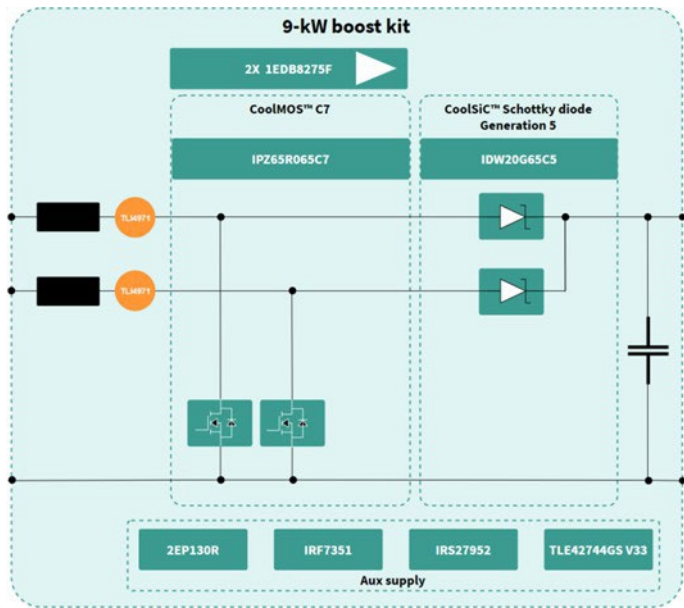 9-kW boost kit
2X 1EDB8275F
CoolMOS™ C7
CoolSiC™ Schottky diode
Generation 5
IPZ65R065C7
IDW20G65C5
TLI4971
TLI4971
2EP130R
IRF7351
IRS27952
TLE42744GS V33
Aux supply